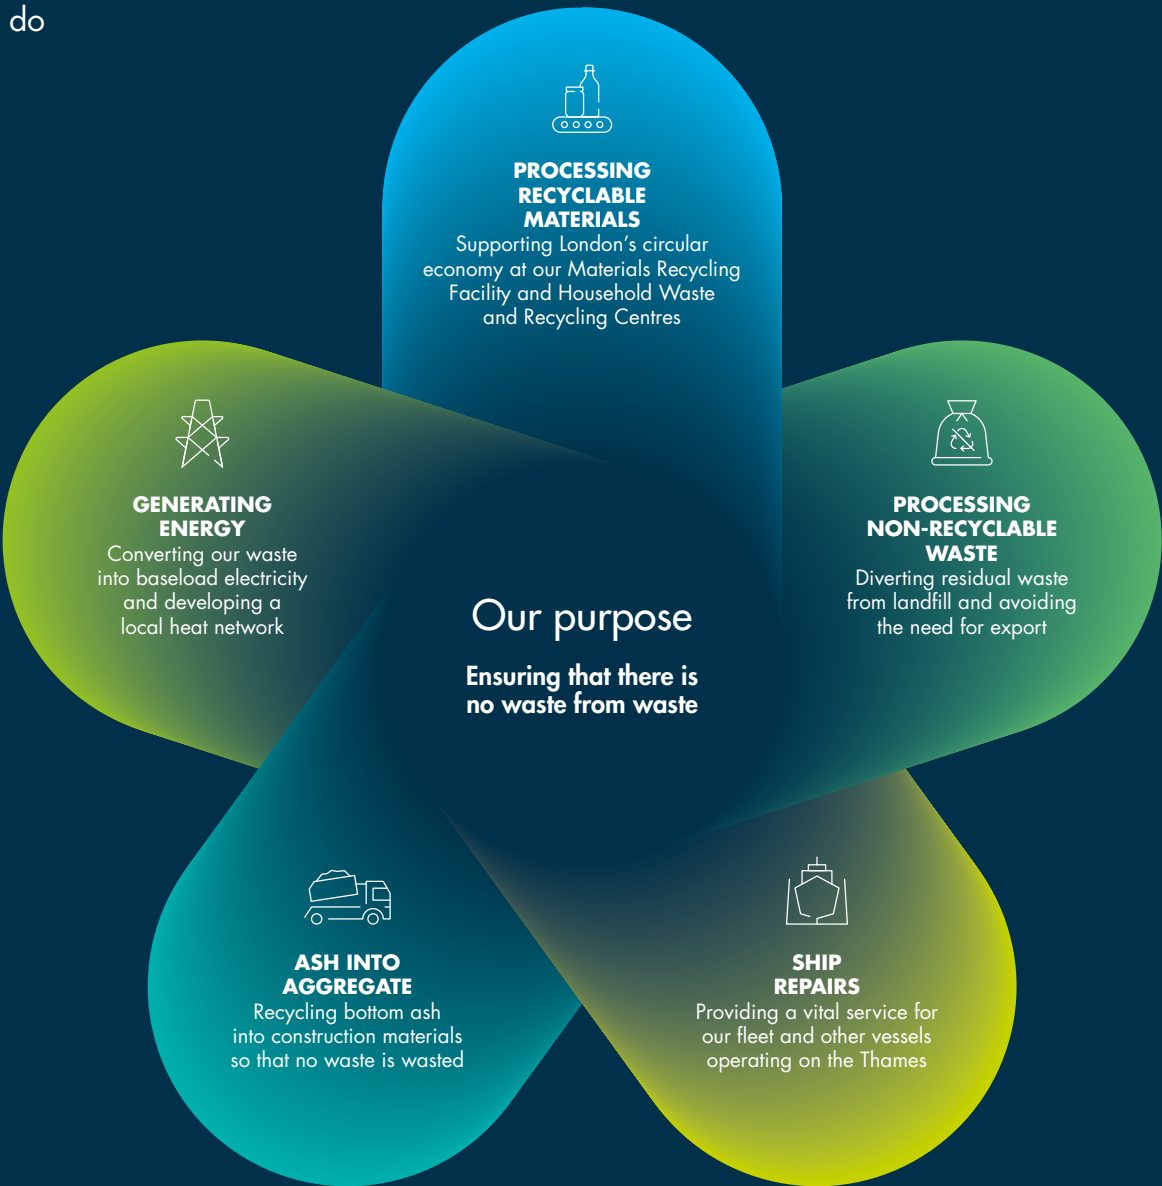 do
PROCESSING
RECYCLABLE
MATERIALS
Supporting London’s circular
economy at our Materials Recycling
Facility and Household Waste
and Recycling Centres
GENERATING
ENERGY
Converting our waste
into baseload electricity
and developing a
local heat network
PROCESSING
NON-RECYCLABLE
WASTE
Diverting residual waste
from landfill and avoiding
the need for export
Our purpose
Ensuring that there is
no waste from waste
ASH INTO
AGGREGATE
Recycling bottom ash
into construction materials
so that no waste is wasted
SHIP
REPAIRS
Providing a vital service for
our fleet and other vessels
operating on the Thames